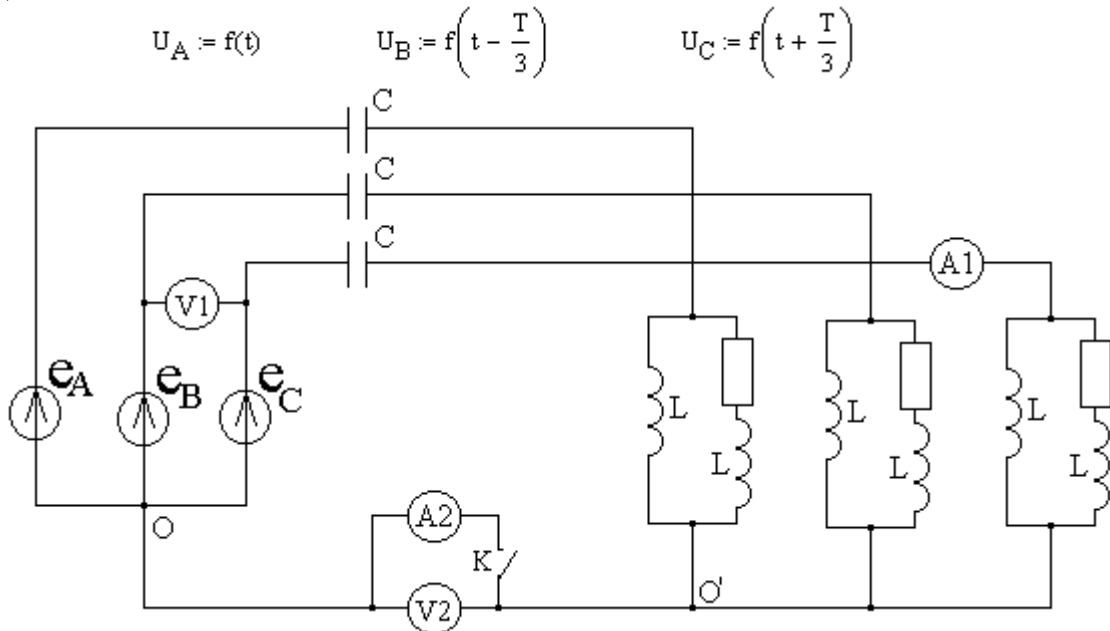 U_A := f(t) U_B := f(t - T/3) U_C := f(t + T/3)
C
C
C
A1
V1
e_A e_B e_C
L L L L L L
O
A2
K
V2
O'